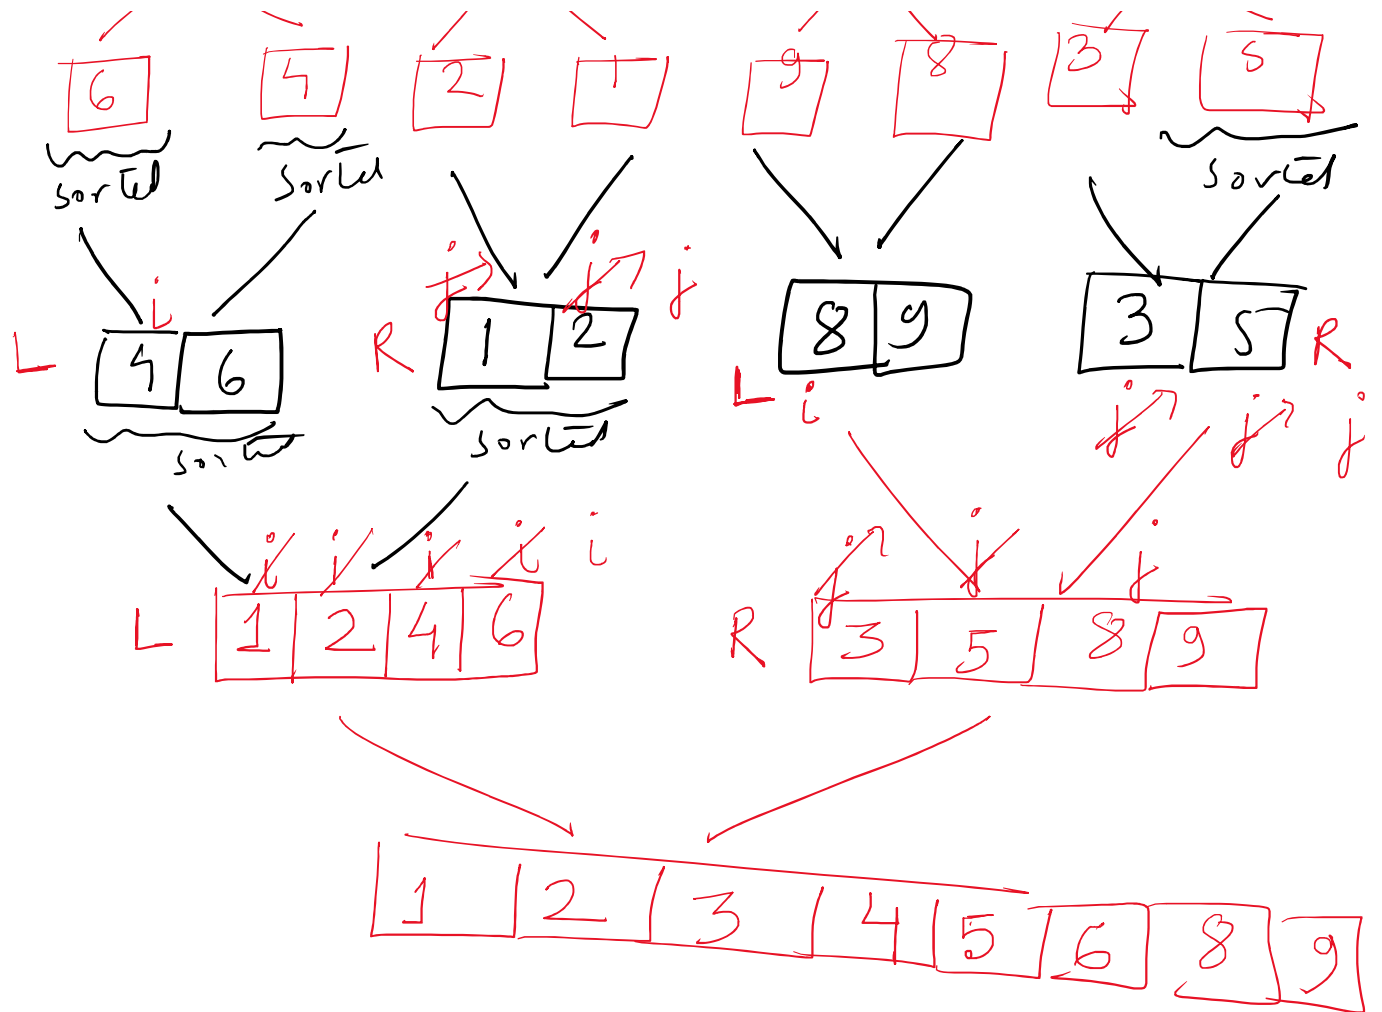 6 4 2 1 9 8 3 5
sorted sorted sorted
i j j j
L 4 6 R 1 2 8 9 3 5 R
L i j j j
sorted sorted
i i i i i j j j
L 1 2 4 6 R 3 5 8 9
1 2 3 4 5 6 8 9